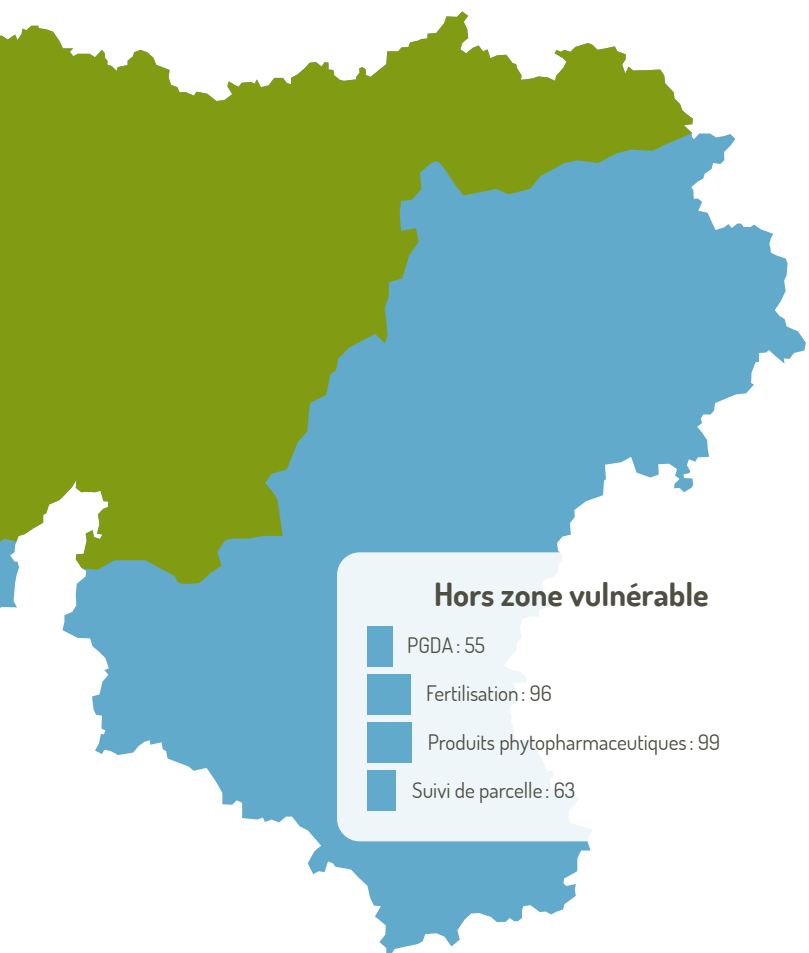 Hors zone vulnérable
PGDA : 55
Fertilisation : 96
Produits phytopharmaceutiques : 99
Suivi de parcelle : 63